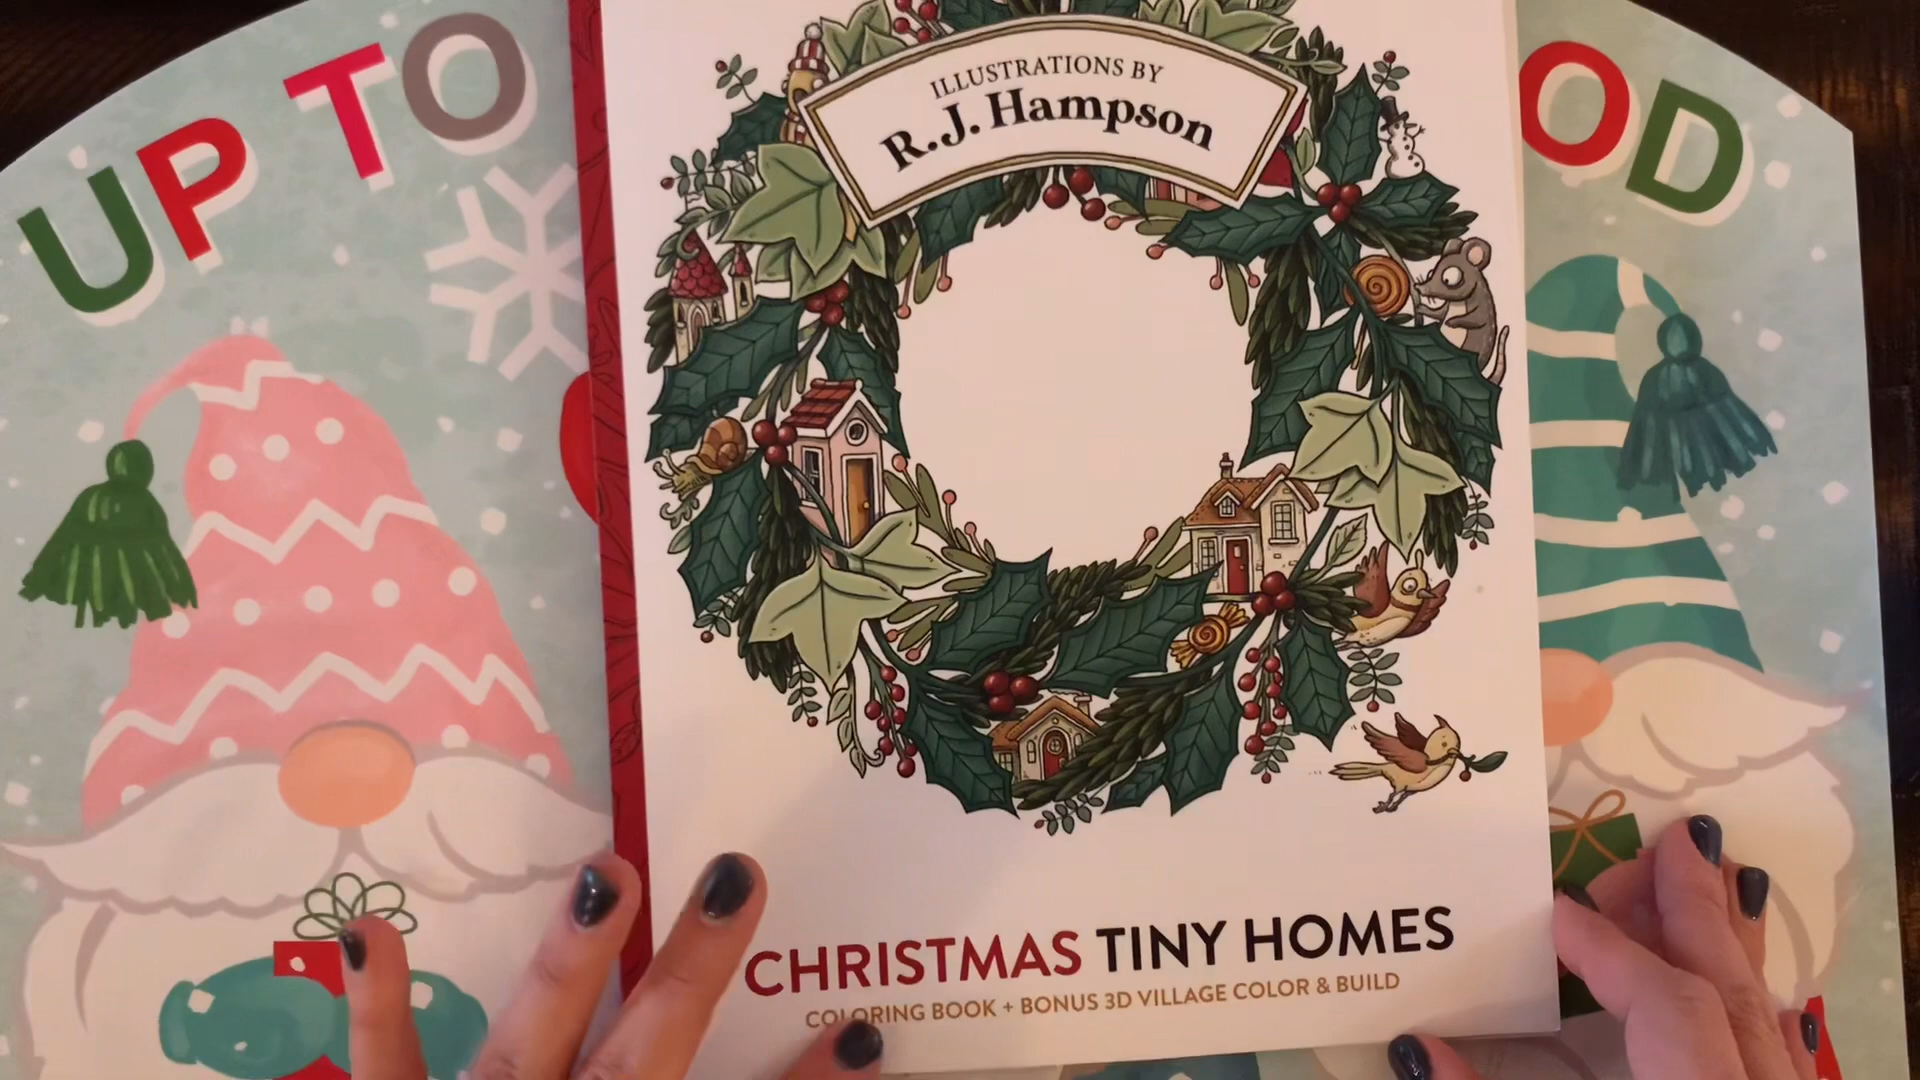 UP TO
OD
ILLUSTRATIONS BY
R.J. Hampson
CHRISTMAS TINY HOMES
COLORING BOOK + BONUS 3D VILLAGE COLOR & BUILD